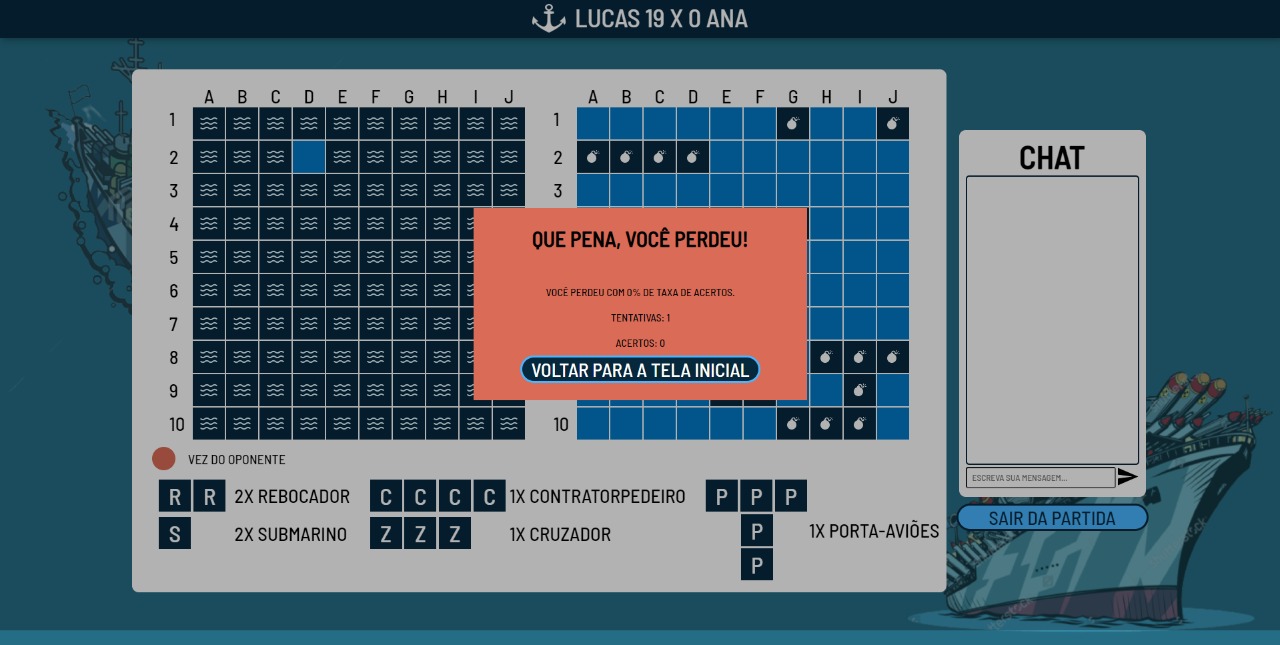 LUCAS 19 X 0 ANA
A B C D E F G H I J
A B C D E F G H I J
1
2
3
4
5
6
7
8
9
10
1
2
3
10
QUE PENA, VOCÊ PERDEU!
VOCÊ PERDEU COM 0% DE TAXA DE ACERTOS.
TENTATIVAS: 1
ACERTOS: 0
VOLTAR PARA A TELA INICIAL
VEZ DO OPONENTE
R R 2X REBOCADOR
C C C C 1X CONTRATORPEDEIRO
S 2X SUBMARINO
Z Z Z 1X CRUZADOR
P P P
P 1X PORTA-AVIÕES
P
CHAT
ESCREVA SUA MENSAGEM...
SAIR DA PARTIDA